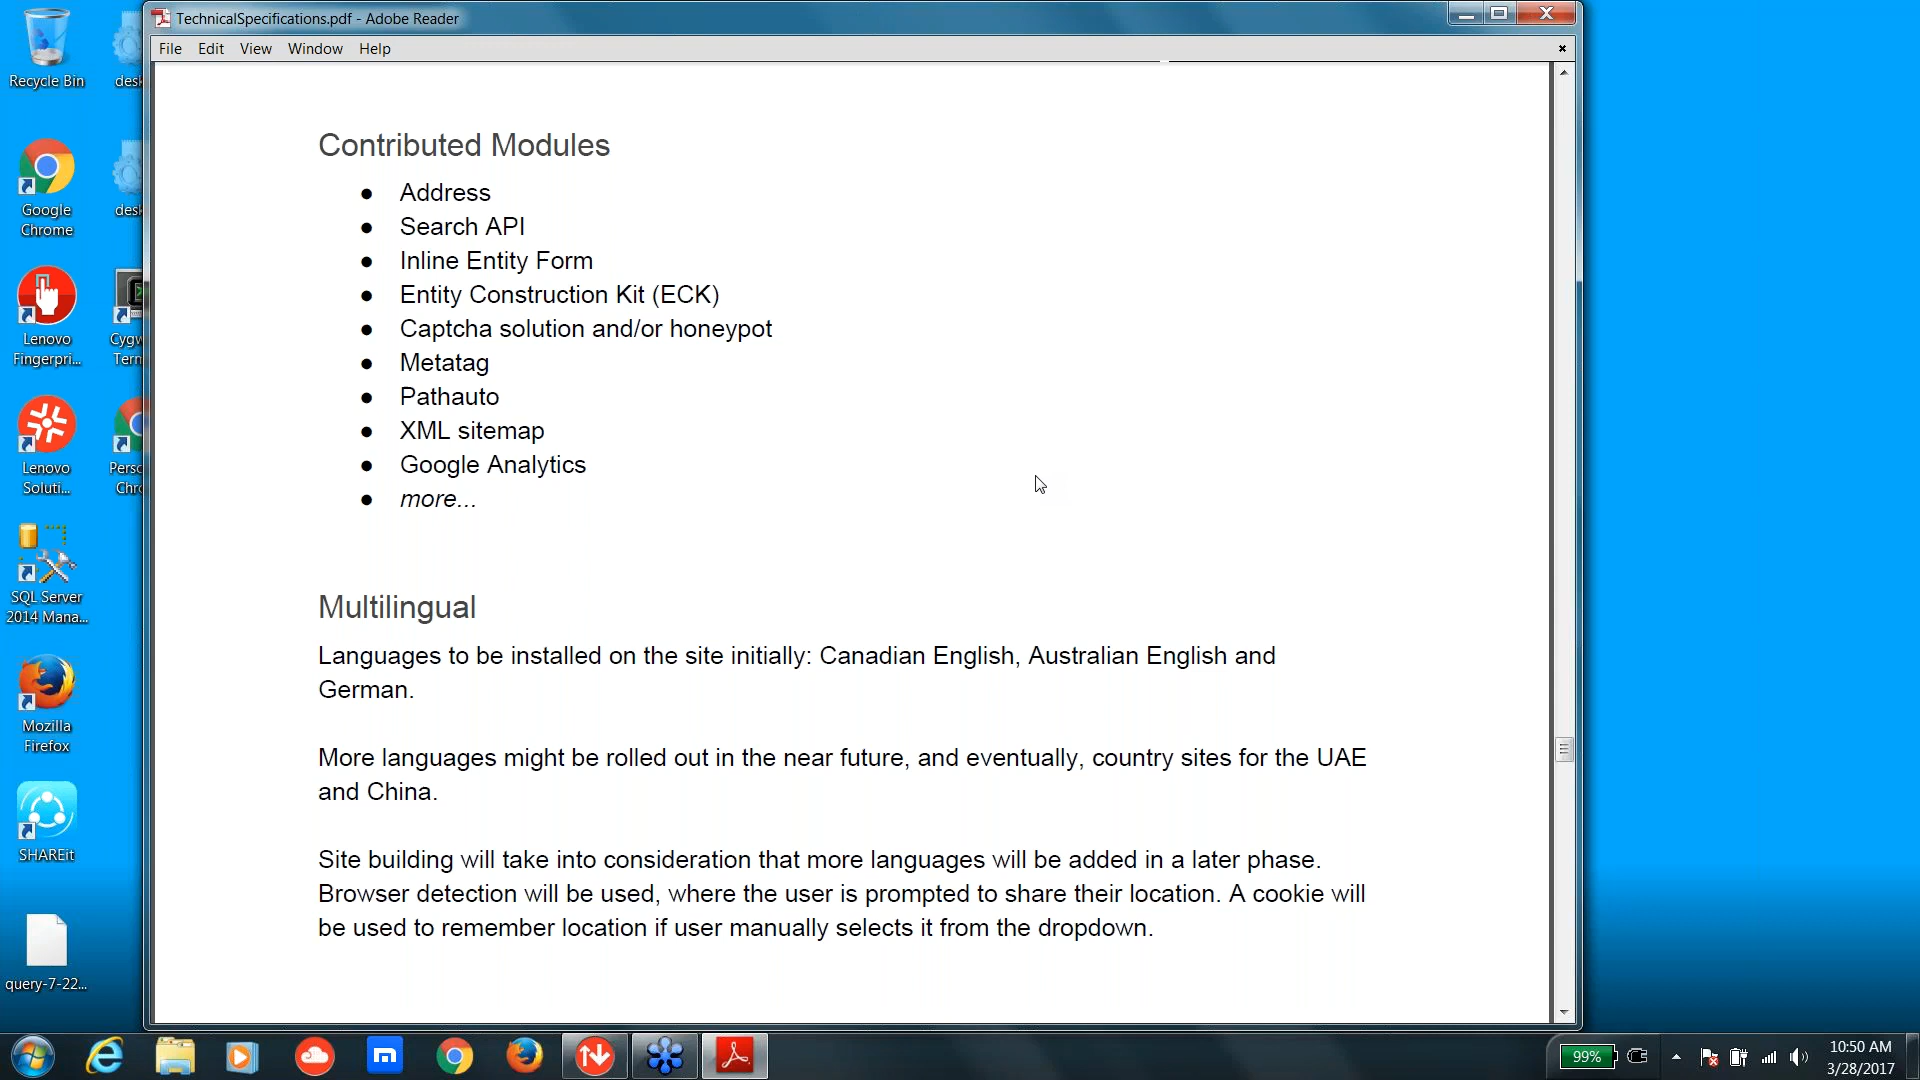 TechnicalSpecifications.pdf - Adobe Reader
File Edit View Window Help
Contributed Modules
● Address
● Search API
● Inline Entity Form
● Entity Construction Kit (ECK)
● Captcha solution and/or honeypot
● Metatag
● Pathauto
● XML sitemap
● Google Analytics
● more...
Multilingual
Languages to be installed on the site initially: Canadian English, Australian English and
German.
More languages might be rolled out in the near future, and eventually, country sites for the UAE
and China.
Site building will take into consideration that more languages will be added in a later phase.
Browser detection will be used, where the user is prompted to share their location. A cookie will
be used to remember location if user manually selects it from the dropdown.
Recycle Bin
Google
Chrome
Lenovo
Fingerpri...
Lenovo
Soluti...
SQL Server
2014 Mana...
Mozilla
Firefox
SHAREit
query-7-22...
99%
10:50 AM
3/28/2017